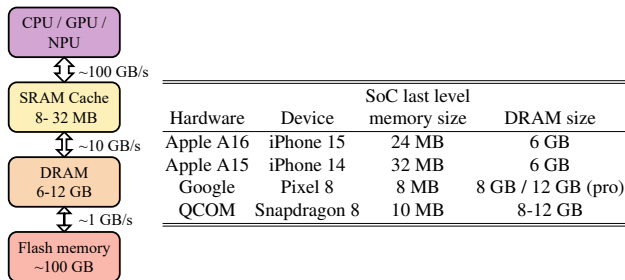 CPU / GPU /
NPU
~100 GB/s
SRAM Cache
8- 32 MB
~10 GB/s
DRAM
6-12 GB
~1 GB/s
Flash memory
~100 GB
SoC last level
Hardware Device memory size DRAM size
Apple A16 iPhone 15 24 MB 6 GB
Apple A15 iPhone 14 32 MB 6 GB
Google Pixel 8 8 MB 8 GB / 12 GB (pro)
QCOM Snapdragon 8 10 MB 8-12 GB